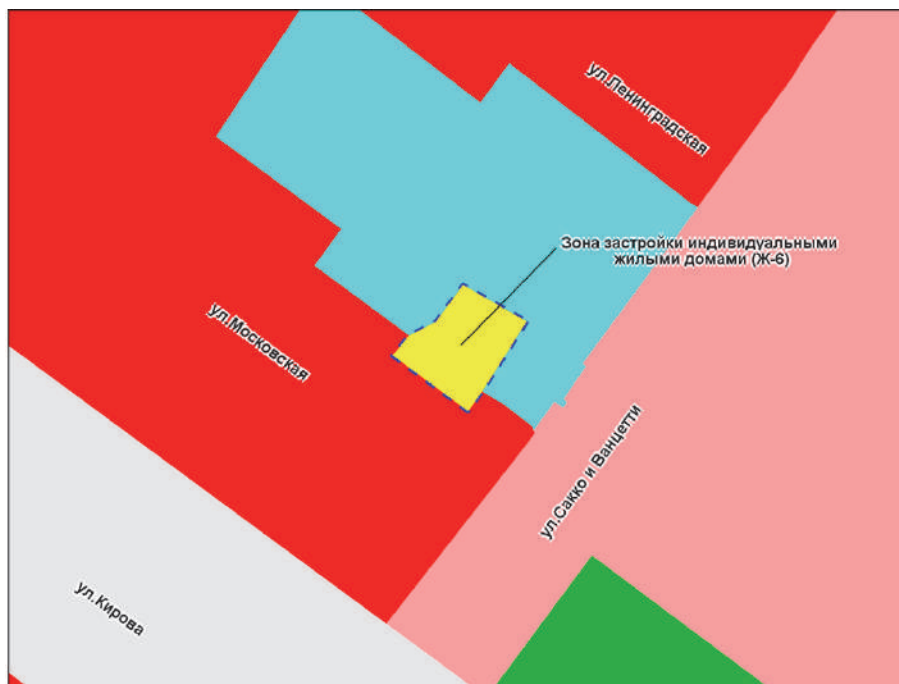 ул.Ленинградская
Зона застройки индивидуальными
жилыми домами (Ж-6)
ул.Московская
ул.Сакко и Ванцетти
ул.Кирова